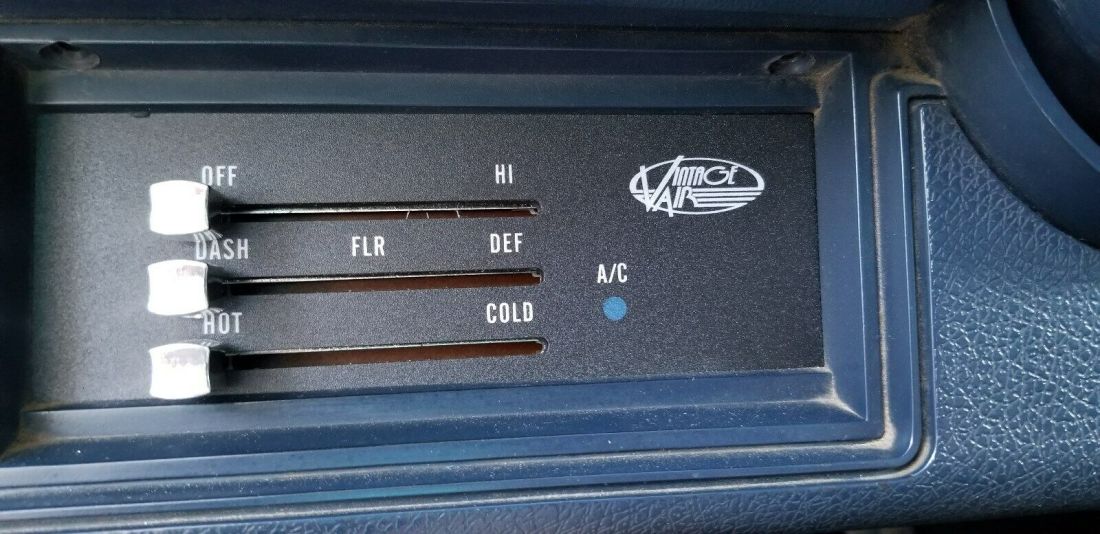 OFF HI
DASH FLR DEF
HOT COLD
A/C
VINTAGE
AIR